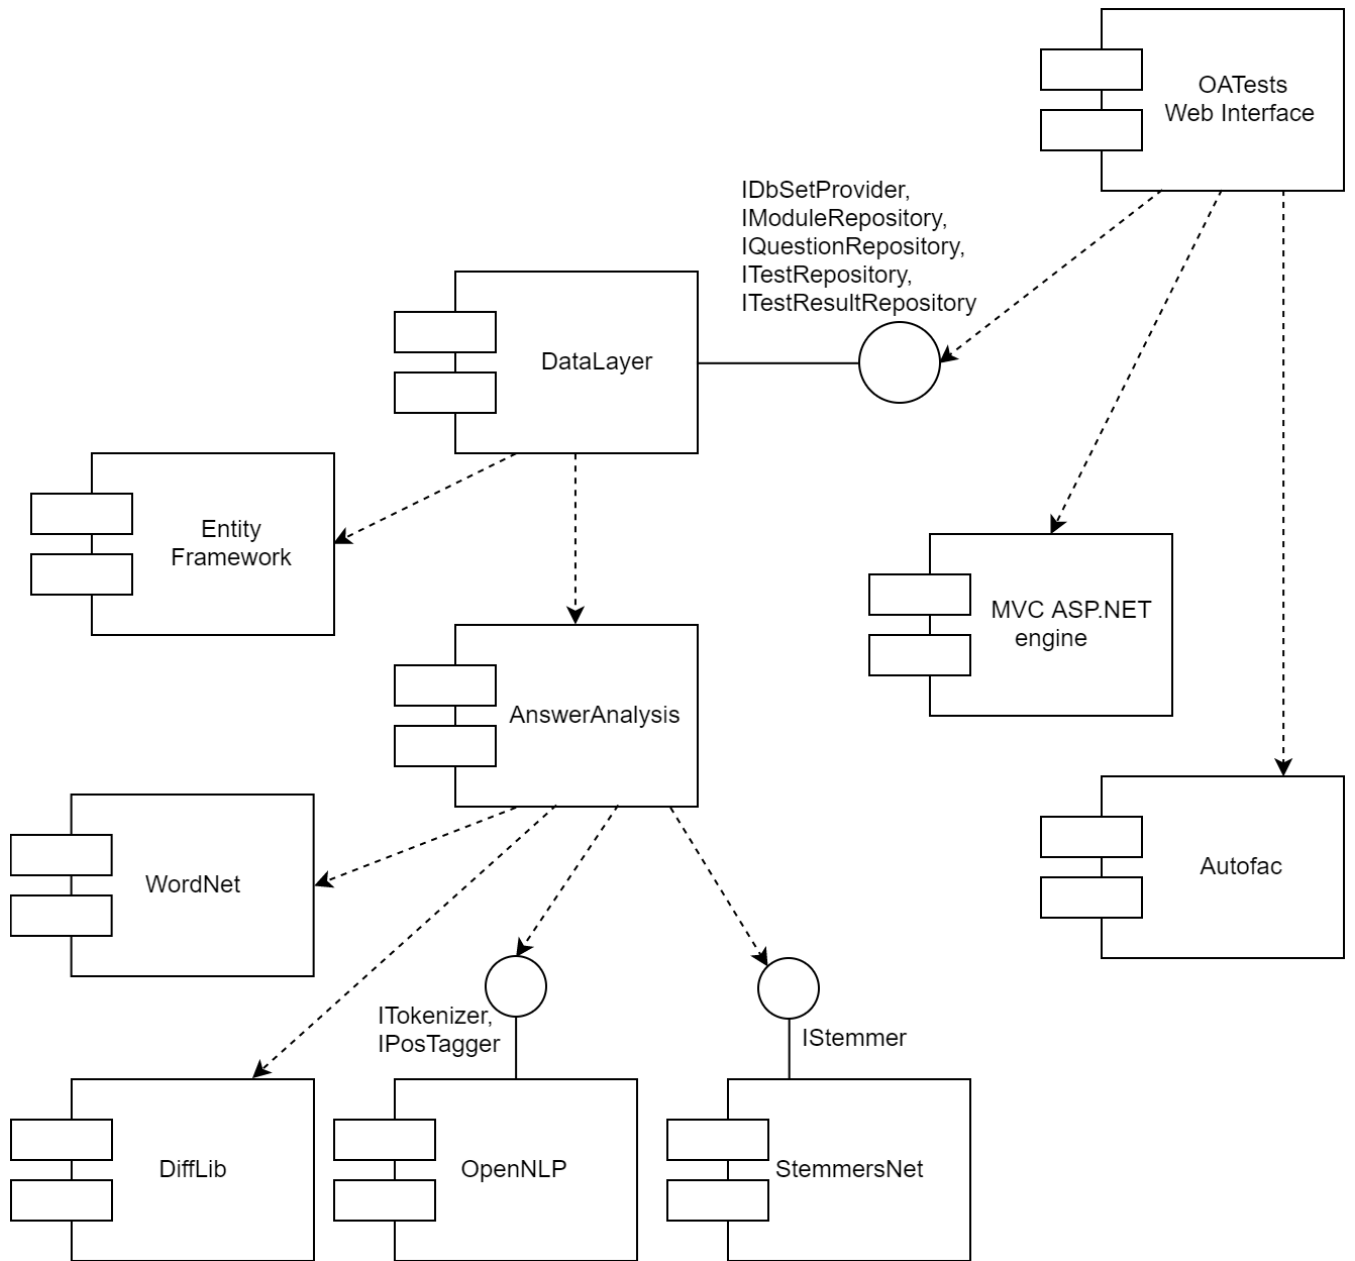 OATests
Web Interface
IDbSetProvider,
IModuleRepository,
IQuestionRepository,
ITestRepository,
ITestResultRepository
DataLayer
Entity
Framework
MVC ASP.NET
engine
AnswerAnalysis
WordNet
Autofac
ITokenizer,
IPosTagger
IStemmer
DiffLib
OpenNLP
StemmersNet